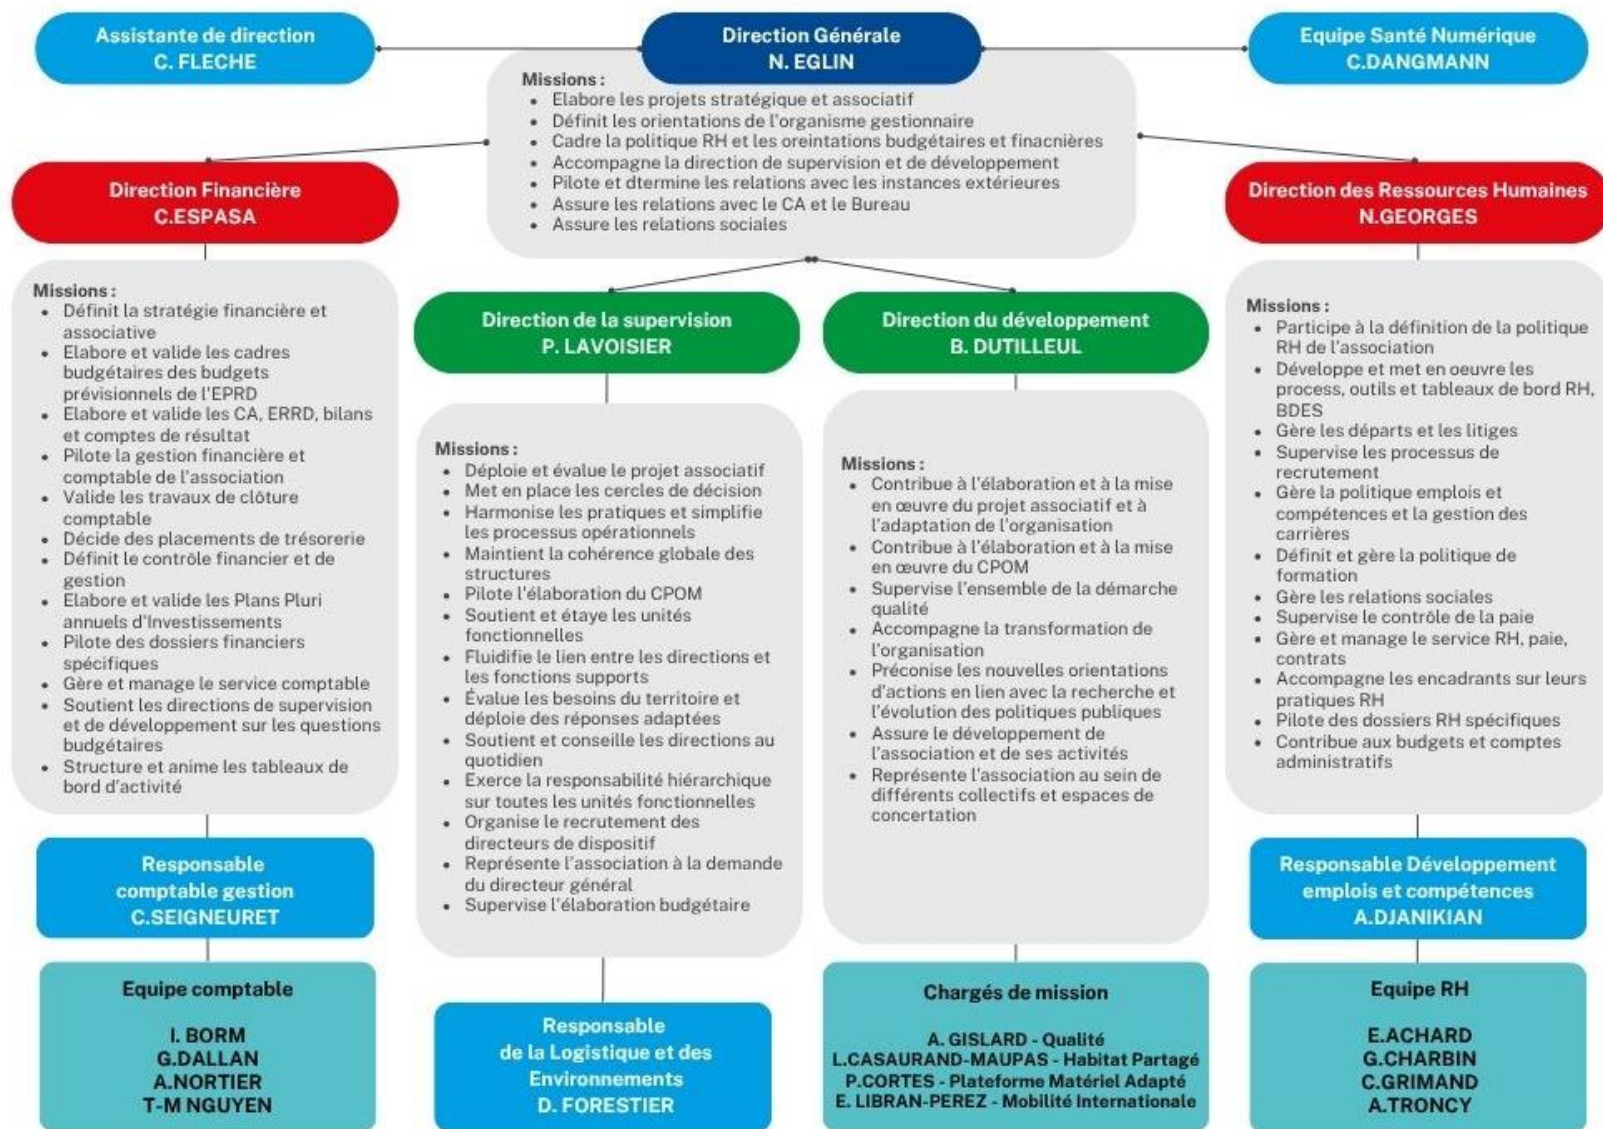 Assistante de direction
C. FLECHE
Direction Générale
N. EGLIN
Equipe Santé Numérique
C.DANGMANN
Missions :
• Elabore les projets stratégique et associatif
• Définit les orientations de l'organisme gestionnaire
• Cadre la politique RH et les oreintations budgétaires et finacnières
• Accompagne la direction de supervision et de développement
• Pilote et dtermine les relations avec les instances extérieures
• Assure les relations avec le CA et le Bureau
• Assure les relations sociales
Direction Financière
C.ESPASA
Missions :
• Définit la stratégie financière et
associative
• Elabore et valide les cadres
budgétaires des budgets
prévisionnels de l'EPRD
• Elabore et valide les CA, ERRD, bilans
et comptes de résultat
• Pilote la gestion financière et
comptable de l'association
• Valide les travaux de clôture
comptable
• Décide des placements de trésorerie
• Définit le contrôle financier et de
gestion
• Elabore et valide les Plans Pluri
annuels d'Investissements
• Pilote des dossiers financiers
spécifiques
• Gère et manage le service comptable
• Soutient les directions de supervision
et de développement sur les questions
budgétaires
• Structure et anime les tableaux de
bord d'activité
Responsable
comptable gestion
C.SEIGNEURET
Equipe comptable
I. BORM
G.DALLAN
A.NORTIER
T-M NGUYEN
Direction de la supervision
P. LAVOISIER
Missions :
• Déploie et évalue le projet associatif
• Met en place les cercles de décision
• Harmonise les pratiques et simplifie
les processus opérationnels
• Maintient la cohérence globale des
structures
• Pilote l'élaboration du CPOM
• Soutient et étaye les unités
fonctionnelles
• Fluidifie le lien entre les directions et
les fonctions supports
• Évalue les besoins du territoire et
déploie des réponses adaptées
• Soutient et conseille les directions au
quotidien
• Exerce la responsabilité hiérarchique
sur toutes les unités fonctionnelles
• Organise le recrutement des
directeurs de dispositif
• Représente l'association à la demande
du directeur général
• Supervise l'élaboration budgétaire
Responsable
de la Logistique et des
Environnements
D. FORESTIER
Direction du développement
B. DUTILLEUL
Missions :
• Contribue à l'élaboration et à la mise
en œuvre du projet associatif et à
l'adaptation de l'organisation
• Contribue à l'élaboration et à la mise
en œuvre du CPOM
• Supervise l'ensemble de la démarche
qualité
• Accompagne la transformation de
l'organisation
• Préconise les nouvelles orientations
d'actions en lien avec la recherche et
l'évolution des politiques publiques
• Assure le développement de
l'association et de ses activités
• Représente l'association au sein de
différents collectifs et espaces de
concertation
Chargés de mission
A. GISLARD - Qualité
L.CASAURAND-MAUPAS - Habitat Partagé
P.CORTES - Plateforme Matériel Adapté
E. LIBRAN-PEREZ - Mobilité Internationale
Direction des Ressources Humaines
N.GEORGES
Missions :
• Participe à la définition de la politique
RH de l'association
• Développe et met en oeuvre les
process, outils et tableaux de bord RH,
BDES
• Gère les départs et les litiges
• Supervise les processus de
recrutement
• Gère la politique emplois et
compétences et la gestion des
carrières
• Définit et gère la politique de
formation
• Gère les relations sociales
• Supervise le contrôle de la paie
• Gère et manage le service RH, paie,
contrats
• Accompagne les encadrants sur leurs
pratiques RH
• Pilote des dossiers RH spécifiques
• Contribue aux budgets et comptes
administratifs
Responsable Développement
emplois et compétences
A.DJANIKIAN
Equipe RH
E.ACHARD
G.CHARBIN
C.GRIMAND
A.TRONCY